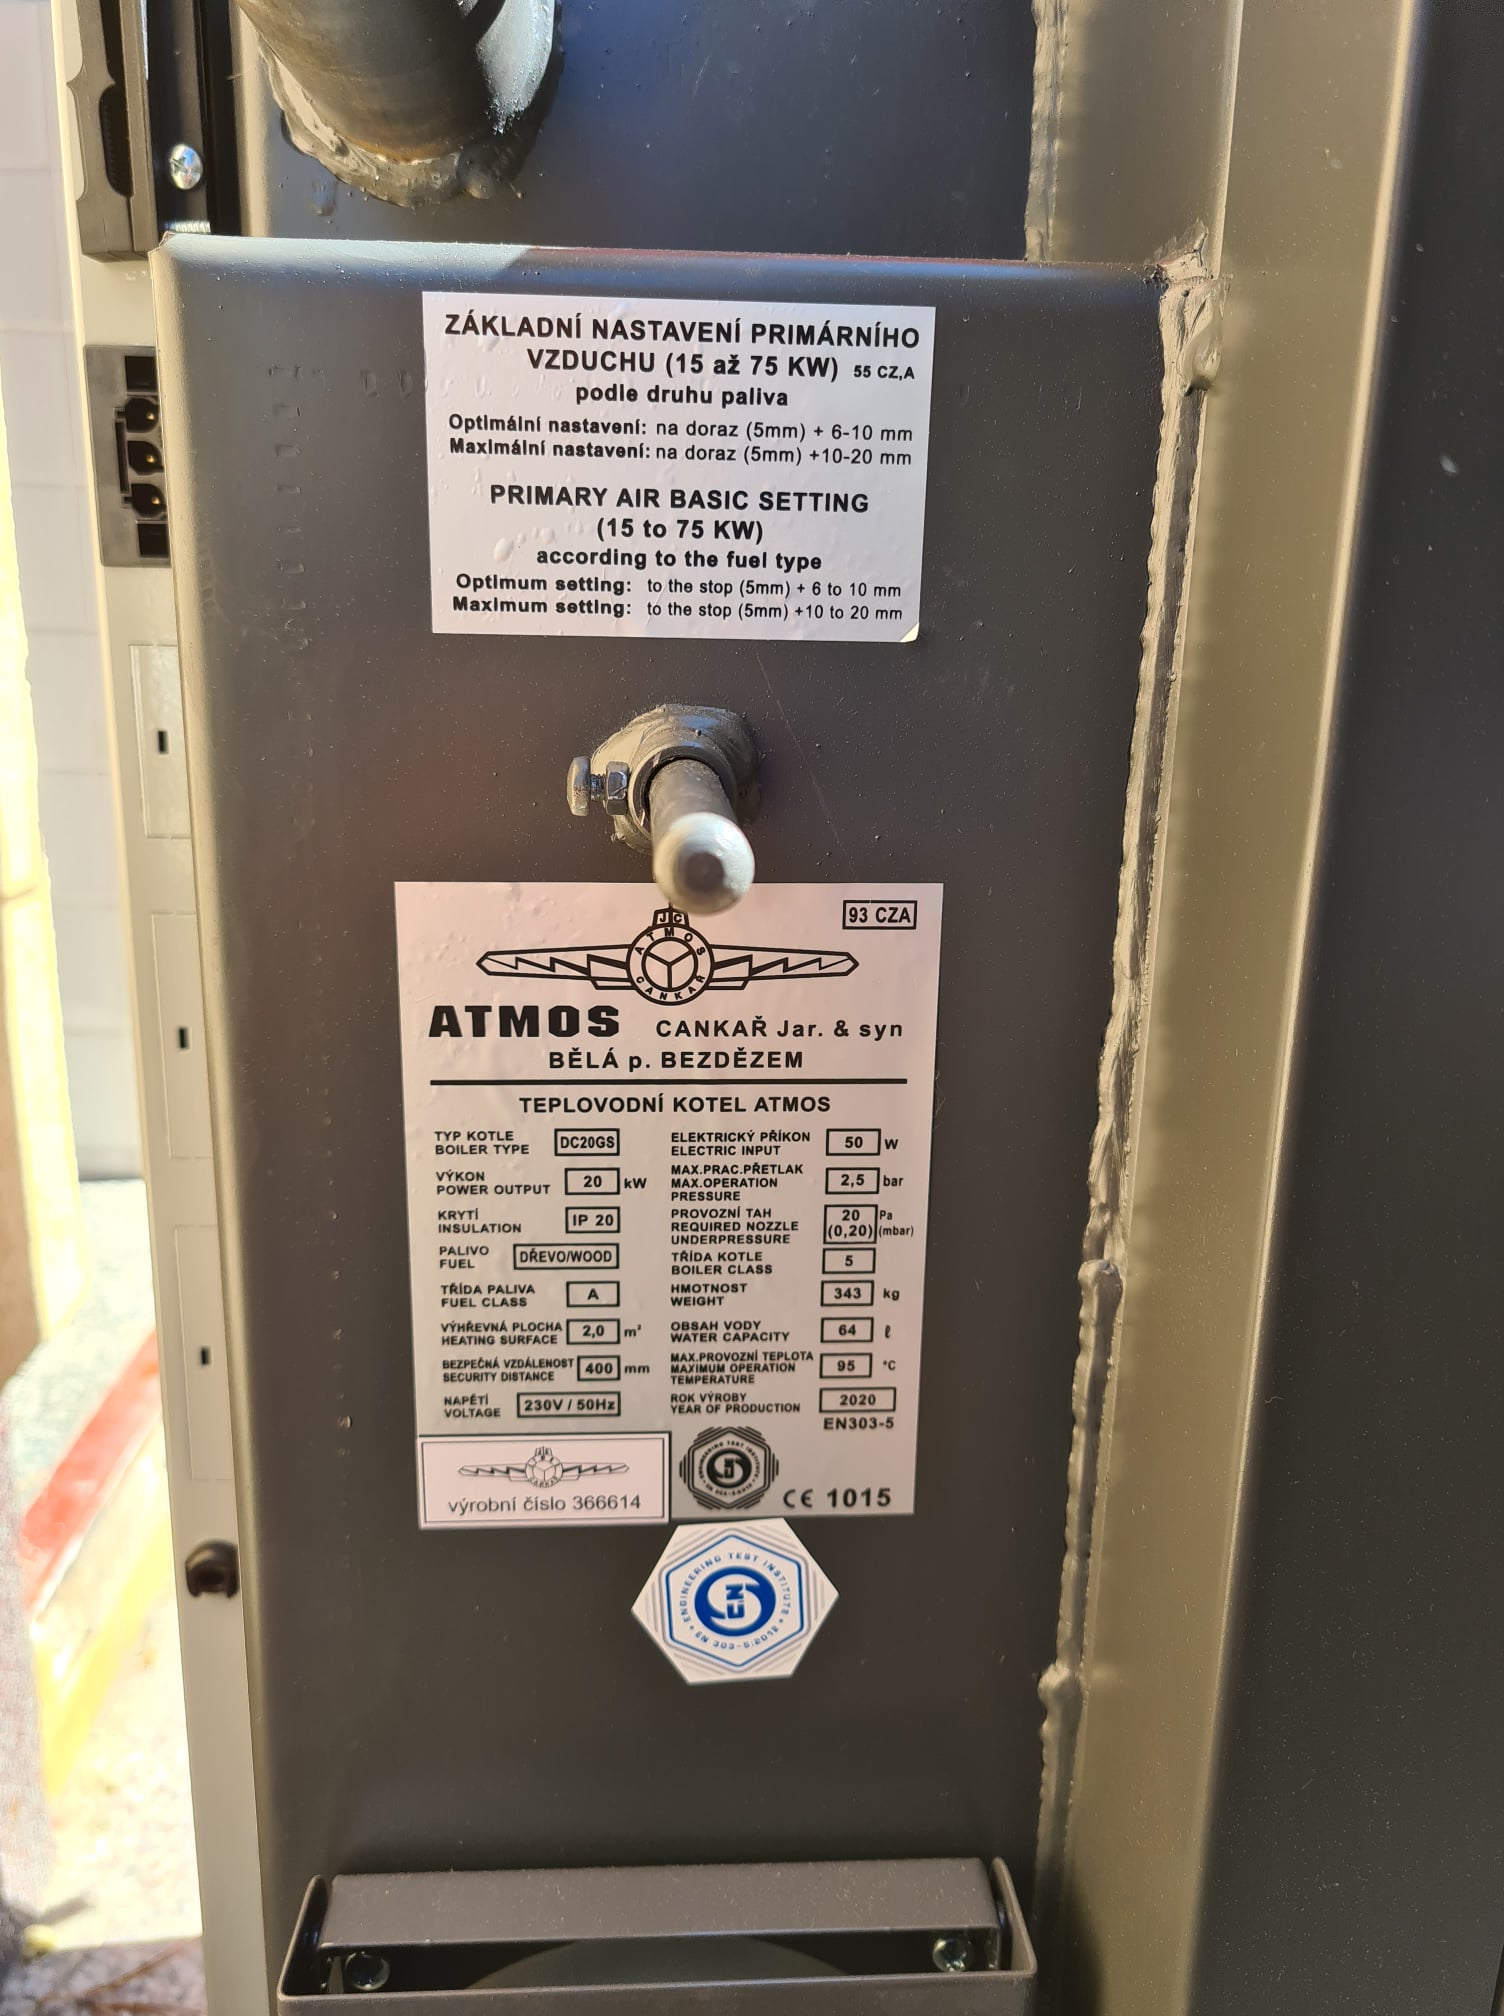 ZÁKLADNÍ NASTAVENÍ PRIMÁRNÍHO
VZDUCHU (15 až 75 KW) 55 CZ,A
podle druhu paliva
Optimální nastavení: na doraz (5mm) + 6-10 mm
Maximální nastavení: na doraz (5mm) +10-20 mm
PRIMARY AIR BASIC SETTING
(15 to 75 KW)
according to the fuel type
Optimum setting: to the stop (5mm) + 6 to 10 mm
Maximum setting: to the stop (5mm) +10 to 20 mm
93 CZA
JC
ATMOS
CANKAŘ
ATMOS CANKAŘ Jar. & syn
BĚLÁ p. BEZDĚZEM
TEPLOVODNÍ KOTEL ATMOS
TYP KOTLE
BOILER TYPE DC20GS
VÝKON
POWER OUTPUT 20 kW
KRYTÍ
INSULATION IP 20
PALIVO
FUEL DŘEVO/WOOD
TŘÍDA PALIVA
FUEL CLASS A
VÝHŘEVNÁ PLOCHA
HEATING SURFACE 2,0 m²
BEZPEČNÁ VZDÁLENOST
SECURITY DISTANCE 400 mm
NAPĚTÍ
VOLTAGE 230V / 50Hz
ELEKTRICKÝ PŘÍKON
ELECTRIC INPUT 50 W
MAX.PRAC.PŘETLAK
MAX.OPERATION
PRESSURE 2,5 bar
PROVOZNÍ TAH 20 Pa
REQUIRED NOZZLE (0,20) (mbar)
UNDERPRESSURE
TŘÍDA KOTLE
BOILER CLASS 5
HMOTNOST
WEIGHT 343 kg
OBSAH VODY
WATER CAPACITY 64 ℓ
MAX.PROVOZNÍ TEPLOTA
MAXIMUM OPERATION
TEMPERATURE 95 °C
ROK VÝROBY
YEAR OF PRODUCTION 2020
EN303-5
výrobní číslo 366614
CE 1015
ENGINEERING TEST INSTITUTE
EN 303-5:2012